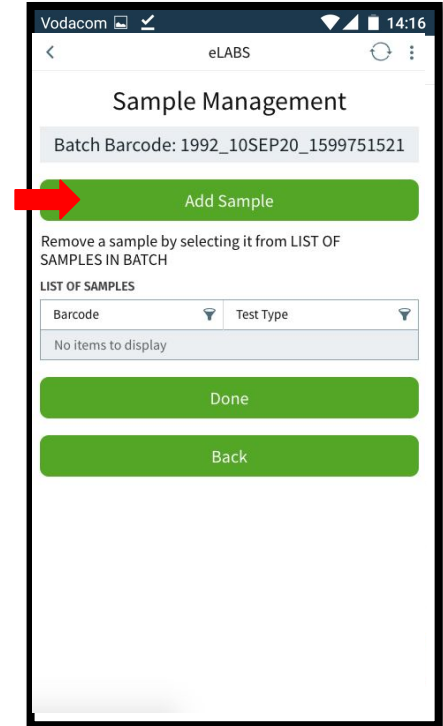 Vodacom 14:16
eLABS
Sample Management
Batch Barcode: 1992_10SEP20_1599751521
Add Sample
Remove a sample by selecting it from LIST OF
SAMPLES IN BATCH
LIST OF SAMPLES
Barcode Test Type
No items to display
Done
Back